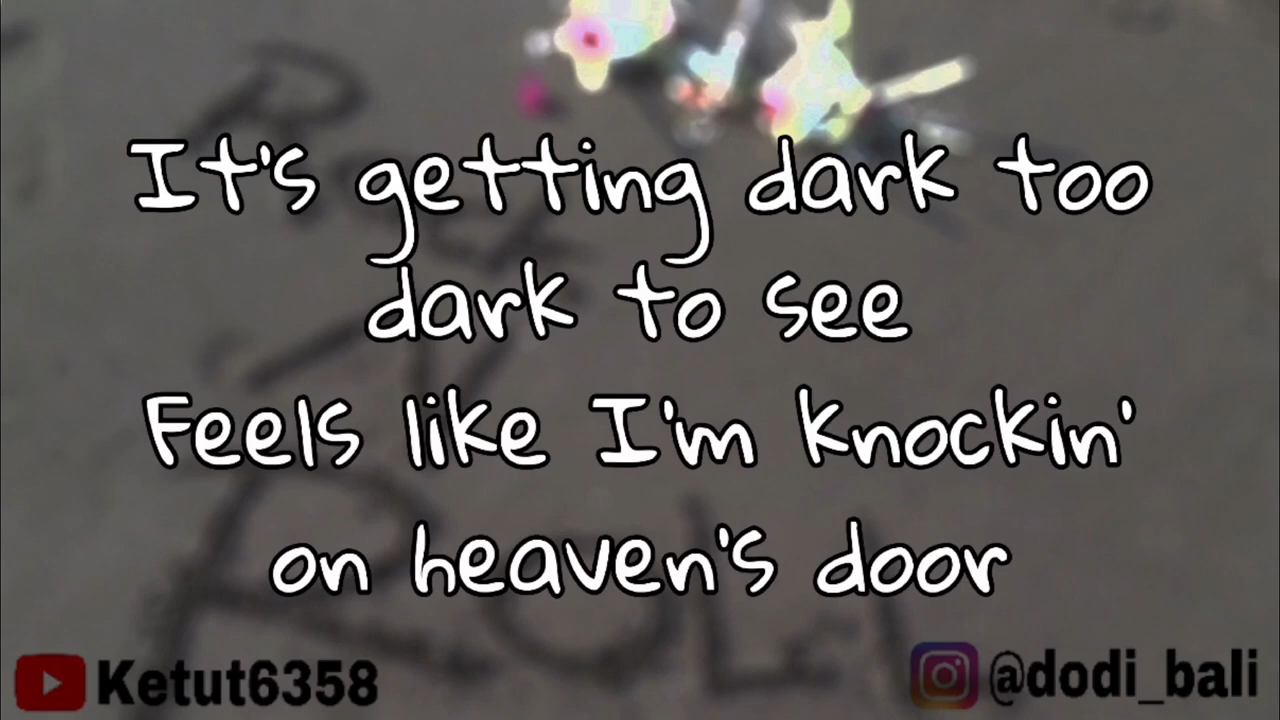 It's getting dark too
dark to see
Feels like I'm knockin'
on heaven's door
Ketut6358
@dodi_bali